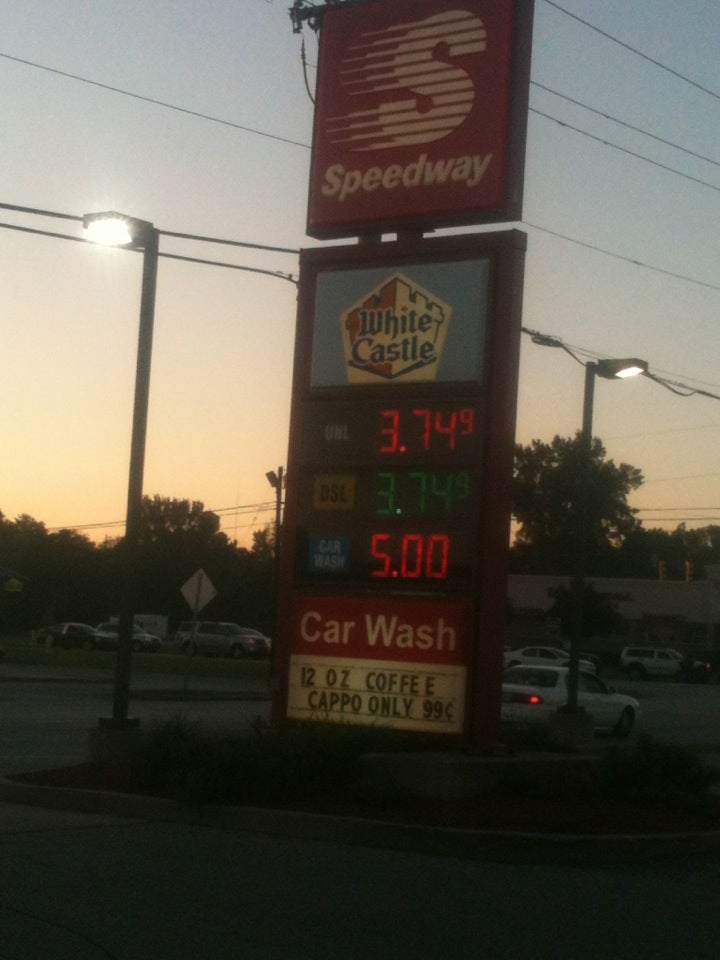 Speedway
White
Castle
UNL 3.74⁹
DSL 3.74⁹
CAR
WASH 5.00
Car Wash
12 OZ COFFEE
CAPPO ONLY 99¢